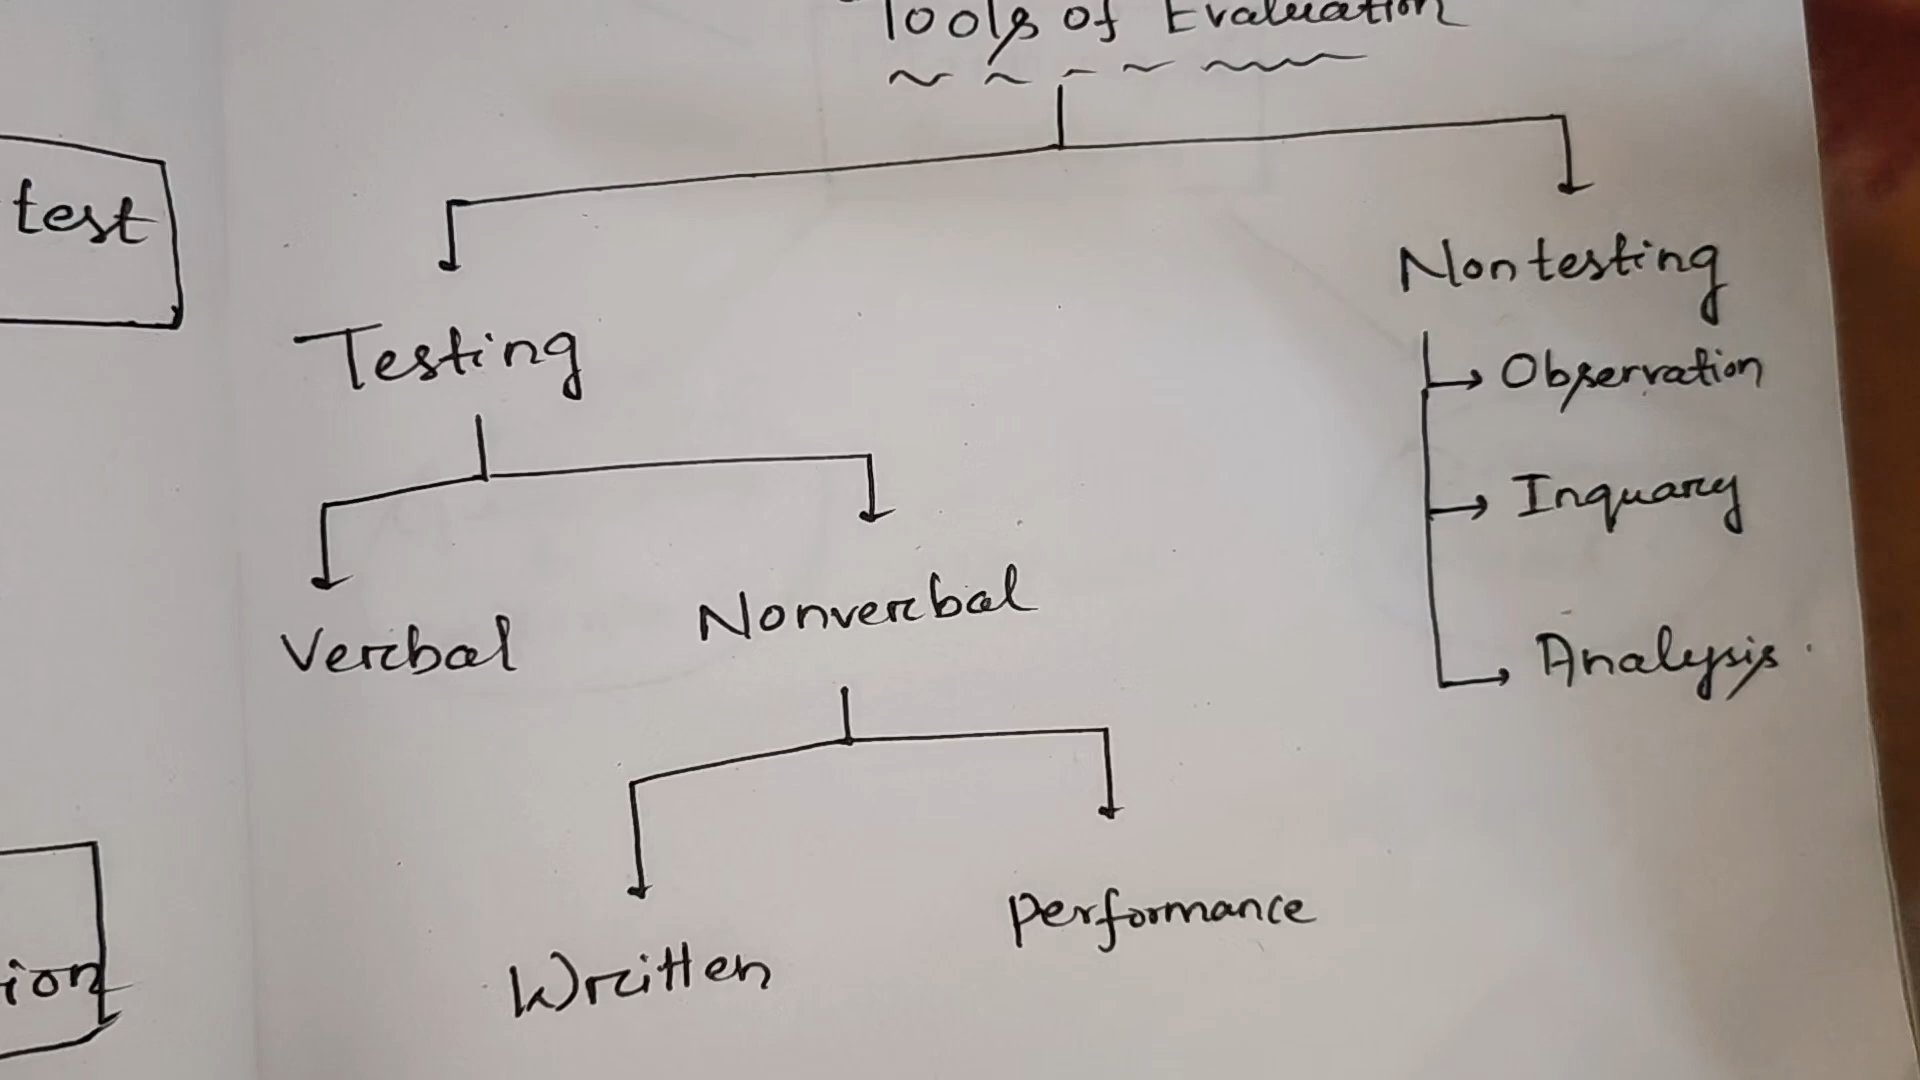 Tools of Evaluation
test
Testing
Nontesting
Observation
Inquary
Analysis
Verbal
Nonverbal
Written
Performance
ion